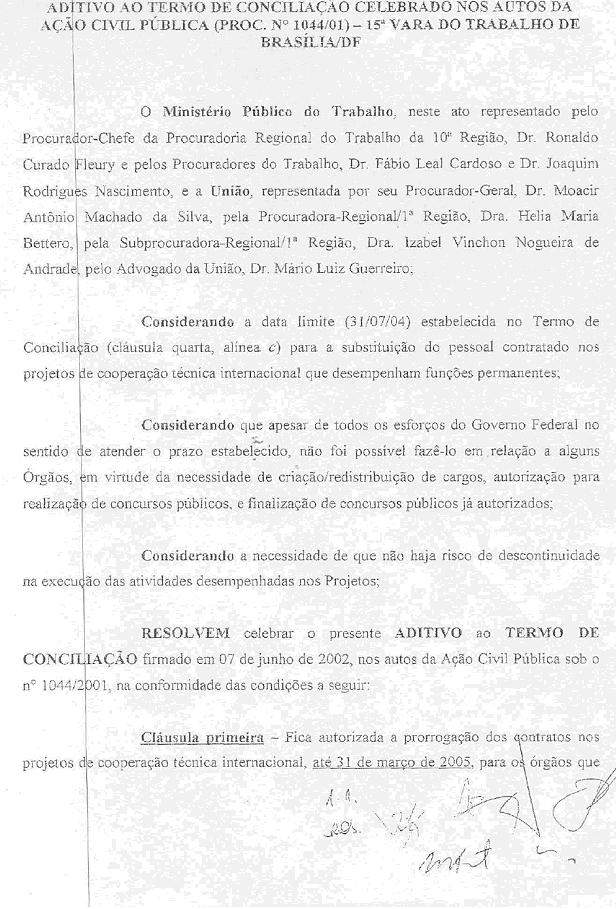 ADITIVO AO TERMO DE CONCILIAÇÃO CELEBRADO NOS AUTOS DA
AÇÃO CIVIL PÚBLICA (PROC. Nº 1044/01) – 15ª VARA DO TRABALHO DE
BRASÍLIA/DF
O Ministério Público do Trabalho, neste ato representado pelo
Procurador-Chefe da Procuradoria Regional do Trabalho da 10ª Região, Dr. Ronaldo
Curado Fleury e pelos Procuradores do Trabalho, Dr. Fábio Leal Cardoso e Dr. Joaquim
Rodrigues Nascimento, e a União, representada por seu Procurador-Geral, Dr. Moacir
Antônio Machado da Silva, pela Procuradora-Regional/1ª Região, Dra. Helia Maria
Bettero, pela Subprocuradora-Regional/1ª Região, Dra. Izabel Vinchon Nogueira de
Andrade, pelo Advogado da União, Dr. Mário Luiz Guerreiro;
Considerando a data limite (31/07/04) estabelecida no Termo de
Conciliação (cláusula quarta, alínea c) para a substituição do pessoal contratado nos
projetos de cooperação técnica internacional que desempenham funções permanentes;
Considerando que apesar de todos os esforços do Governo Federal no
sentido de atender o prazo estabelecido, não foi possível fazê-lo em relação a alguns
Órgãos, em virtude da necessidade de criação/redistribuição de cargos, autorização para
realização de concursos públicos, e finalização de concursos públicos já autorizados;
Considerando a necessidade de que não haja risco de descontinuidade
na execução das atividades desempenhadas nos Projetos;
RESOLVEM celebrar o presente ADITIVO ao TERMO DE
CONCILIAÇÃO firmado em 07 de junho de 2002, nos autos da Ação Civil Pública sob o
nº 1044/2001, na conformidade das condições a seguir:
Cláusula primeira – Fica autorizada a prorrogação dos contratos nos
projetos de cooperação técnica internacional, até 31 de março de 2005, para os órgãos que